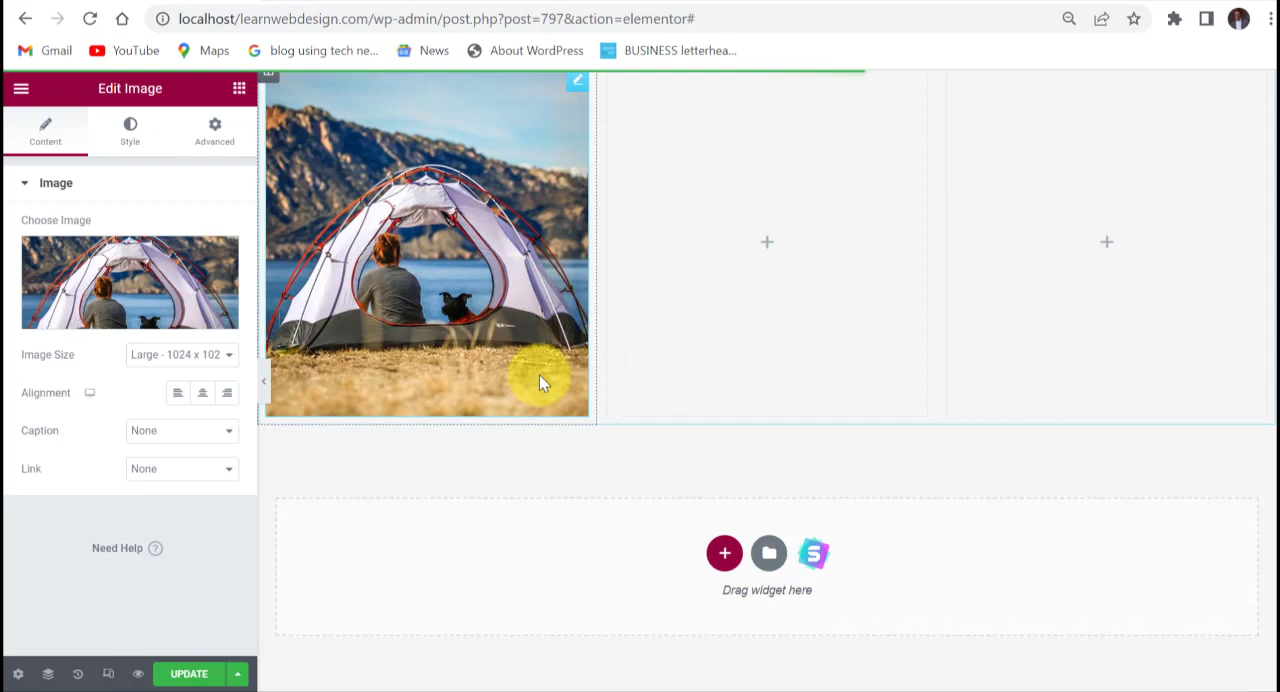 localhost/learnwebdesign.com/wp-admin/post.php?post=797&action=elementor#
Gmail YouTube Maps blog using tech ne... News About WordPress BUSINESS letterhea...
Edit Image
Content Style Advanced
Image
Choose Image
Image Size Large - 1024 x 102
Alignment
Caption None
Link None
Need Help ?
Drag widget here
UPDATE